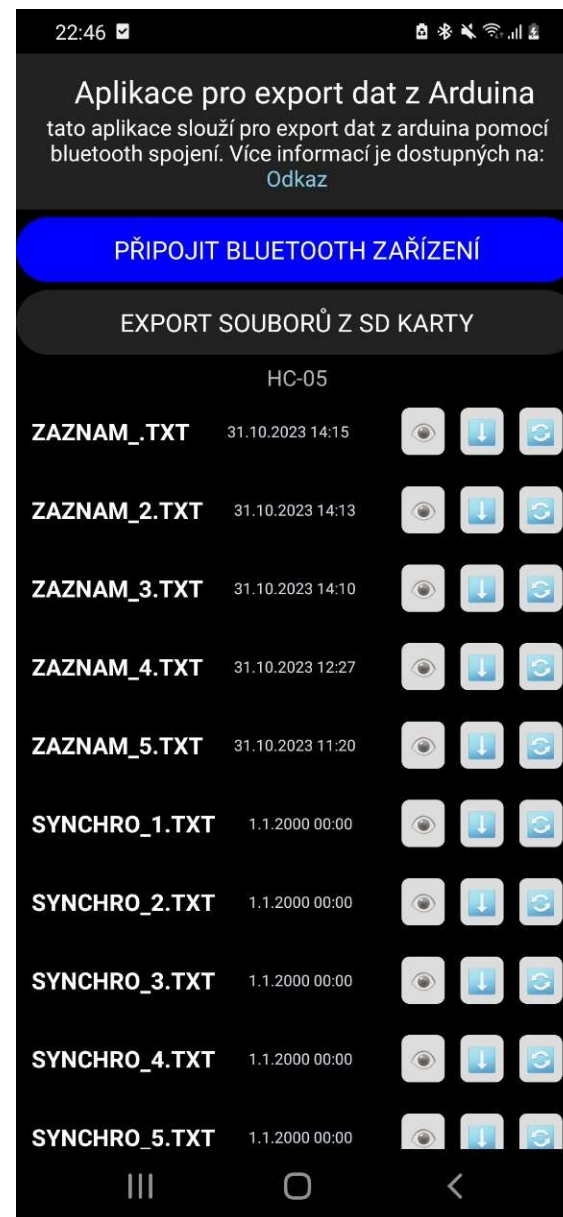 22:46
Aplikace pro export dat z Arduina
tato aplikace slouží pro export dat z arduina pomocí
bluetooth spojení. Více informací je dostupných na:
Odkaz
PŘIPOJIT BLUETOOTH ZAŘÍZENÍ
EXPORT SOUBORŮ Z SD KARTY
HC-05
ZAZNAM_.TXT 31.10.2023 14:15
ZAZNAM_2.TXT 31.10.2023 14:13
ZAZNAM_3.TXT 31.10.2023 14:10
ZAZNAM_4.TXT 31.10.2023 12:27
ZAZNAM_5.TXT 31.10.2023 11:20
SYNCHRO_1.TXT 1.1.2000 00:00
SYNCHRO_2.TXT 1.1.2000 00:00
SYNCHRO_3.TXT 1.1.2000 00:00
SYNCHRO_4.TXT 1.1.2000 00:00
SYNCHRO_5.TXT 1.1.2000 00:00